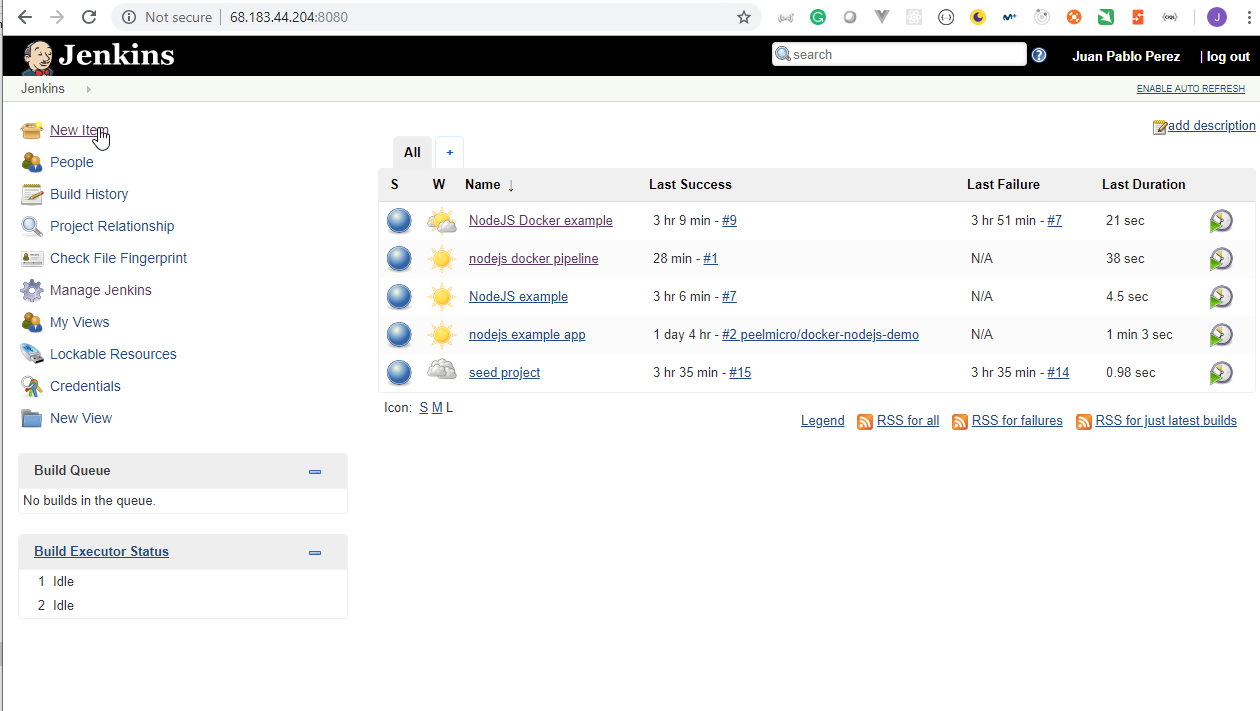 Not secure | 68.183.44.204:8080
J
Jenkins
search
Juan Pablo Perez | log out
Jenkins
ENABLE AUTO REFRESH
New Item
People
Build History
Project Relationship
Check File Fingerprint
Manage Jenkins
My Views
Lockable Resources
Credentials
New View
add description
All +
S W Name ↓ Last Success Last Failure Last Duration
NodeJS Docker example 3 hr 9 min - #9 3 hr 51 min - #7 21 sec
nodejs docker pipeline 28 min - #1 N/A 38 sec
NodeJS example 3 hr 6 min - #7 N/A 4.5 sec
nodejs example app 1 day 4 hr - #2 peelmicro/docker-nodejs-demo N/A 1 min 3 sec
seed project 3 hr 35 min - #15 3 hr 35 min - #14 0.98 sec
Icon: S M L
Legend RSS for all RSS for failures RSS for just latest builds
Build Queue
No builds in the queue.
Build Executor Status
1 Idle
2 Idle